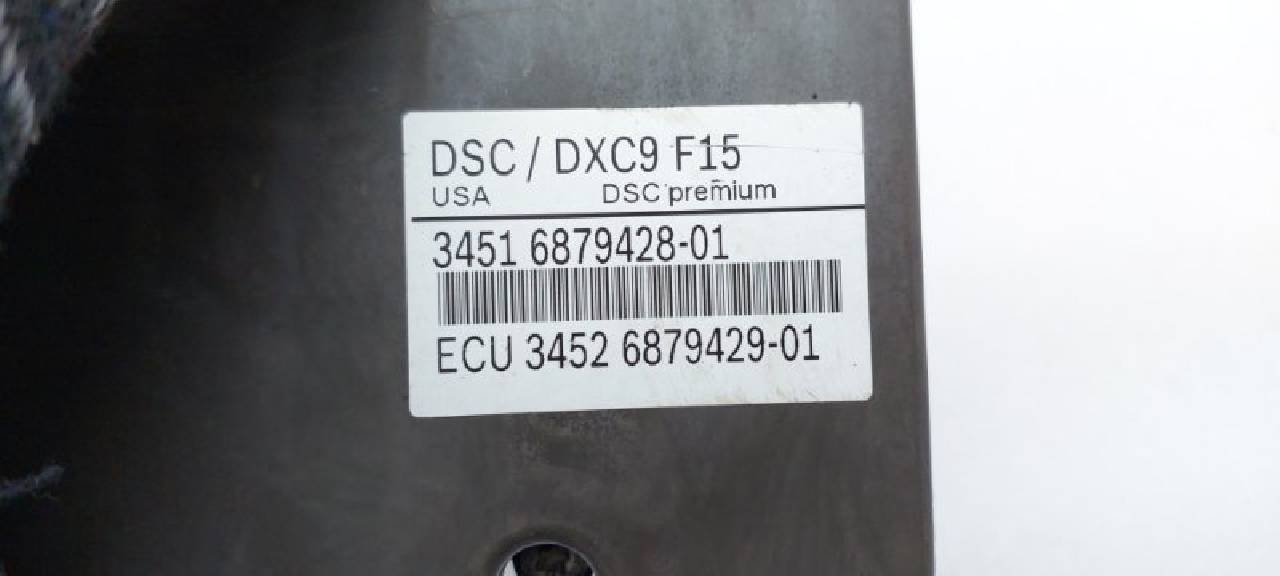 DSC / DXC9 F15
USA DSC premium
3451 6879428-01
ECU 3452 6879429-01